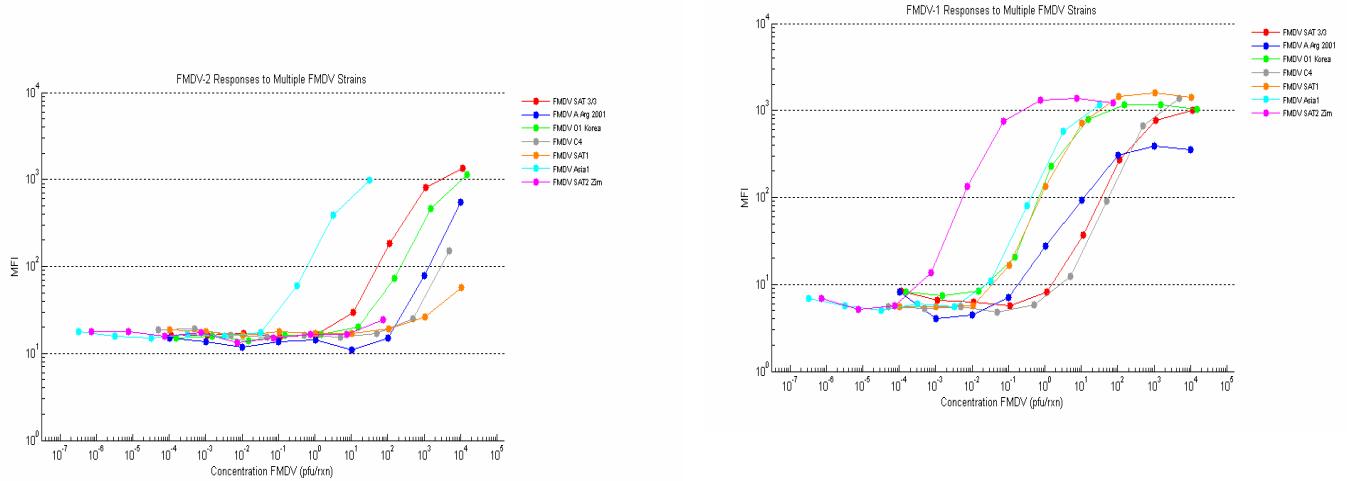 FMDV-2 Responses to Multiple FMDV Strains
10^4
10^3
10^2
10^1
10^0
MFI
10^-7 10^-6 10^-5 10^-4 10^-3 10^-2 10^-1 10^0 10^1 10^2 10^3 10^4 10^5
Concentration FMDV (pfu/rxn)
FMDV SAT 3/3
FMDV A Arg 2001
FMDV O1 Korea
FMDV C4
FMDV SAT1
FMDV Asia1
FMDV SAT2 Zim
FMDV-1 Responses to Multiple FMDV Strains
10^4
10^3
10^2
10^1
10^0
MFI
10^-7 10^-6 10^-5 10^-4 10^-3 10^-2 10^-1 10^0 10^1 10^2 10^3 10^4 10^5
Concentration FMDV (pfu/rxn)
FMDV SAT 3/3
FMDV A Arg 2001
FMDV O1 Korea
FMDV C4
FMDV SAT1
FMDV Asia1
FMDV SAT2 Zim